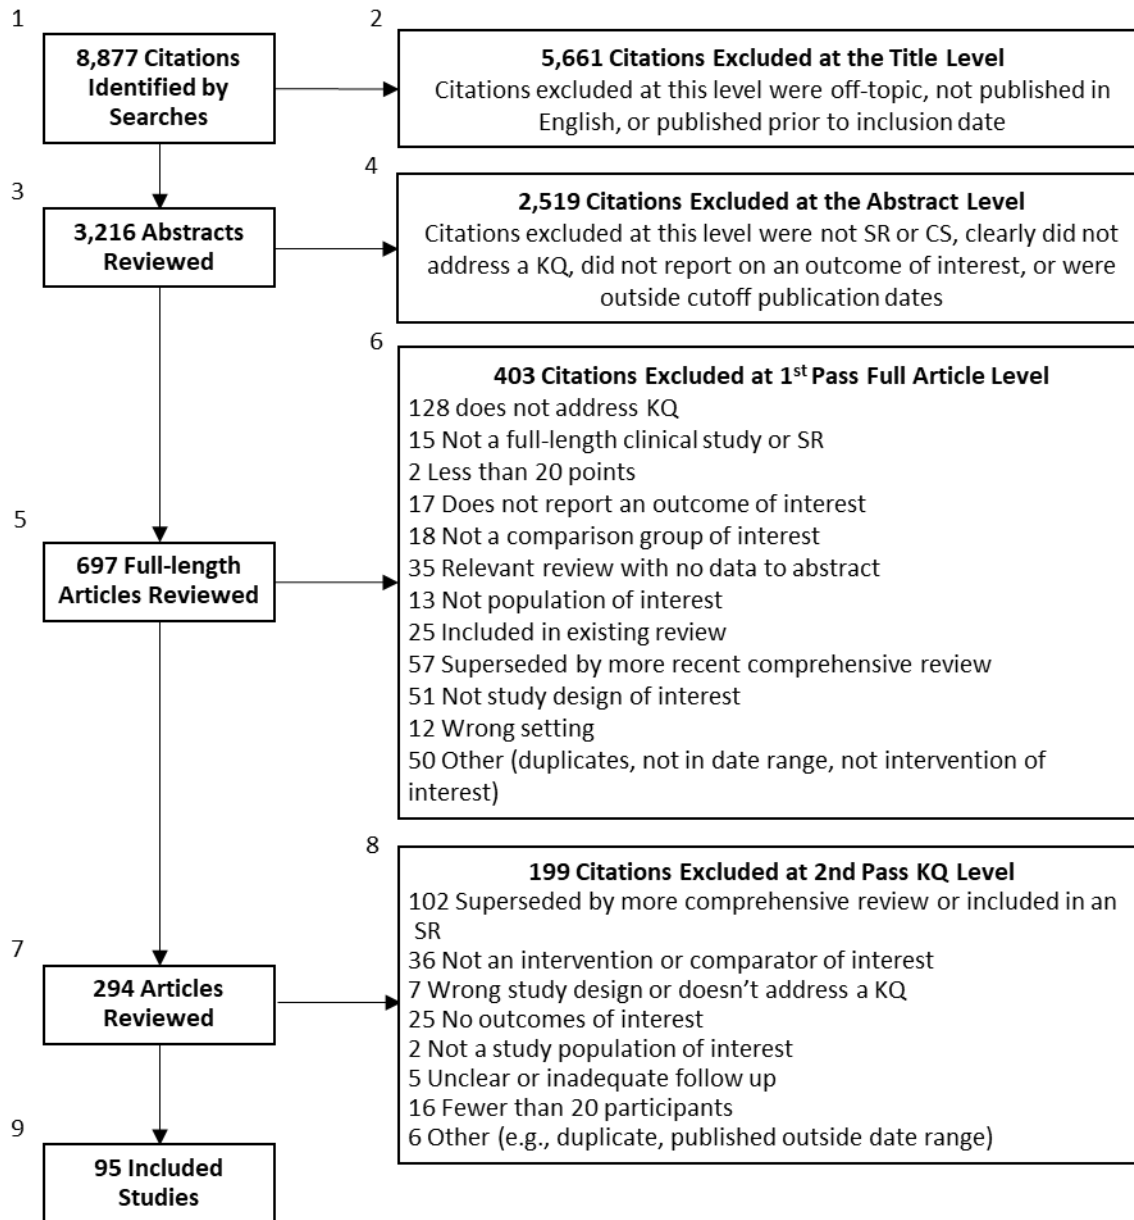 1
8,877 Citations
Identified by
Searches
2
5,661 Citations Excluded at the Title Level
Citations excluded at this level were off-topic, not published in
English, or published prior to inclusion date
3
3,216 Abstracts
Reviewed
4
2,519 Citations Excluded at the Abstract Level
Citations excluded at this level were not SR or CS, clearly did not
address a KQ, did not report on an outcome of interest, or were
outside cutoff publication dates
5
697 Full-length
Articles Reviewed
6
403 Citations Excluded at 1st Pass Full Article Level
128 does not address KQ
15 Not a full-length clinical study or SR
2 Less than 20 points
17 Does not report an outcome of interest
18 Not a comparison group of interest
35 Relevant review with no data to abstract
13 Not population of interest
25 Included in existing review
57 Superseded by more recent comprehensive review
51 Not study design of interest
12 Wrong setting
50 Other (duplicates, not in date range, not intervention of
interest)
7
294 Articles
Reviewed
8
199 Citations Excluded at 2nd Pass KQ Level
102 Superseded by more comprehensive review or included in an
SR
36 Not an intervention or comparator of interest
7 Wrong study design or doesn't address a KQ
25 No outcomes of interest
2 Not a study population of interest
5 Unclear or inadequate follow up
16 Fewer than 20 participants
6 Other (e.g., duplicate, published outside date range)
9
95 Included
Studies